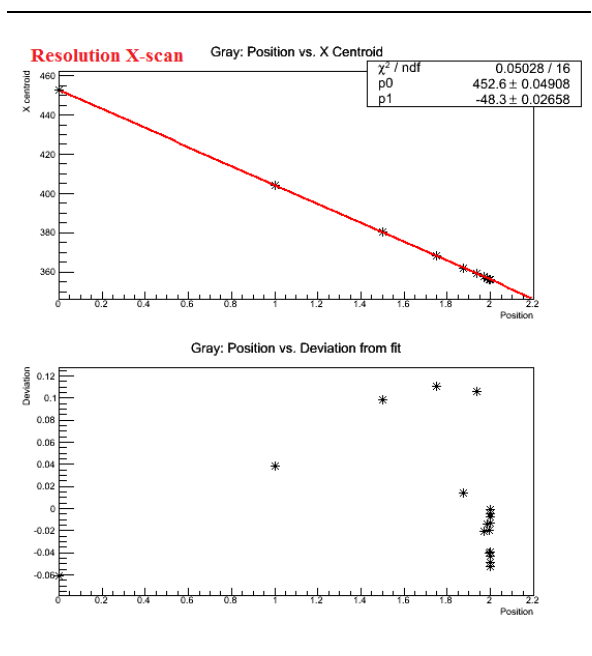 Resolution X-scan
Gray: Position vs. X Centroid
χ² / ndf 0.05028 / 16
p0 452.6 ± 0.04908
p1 -48.3 ± 0.02658
X centroid
460
440
420
400
380
360
0 0.2 0.4 0.6 0.8 1 1.2 1.4 1.6 1.8 2 2.2
Position
Gray: Position vs. Deviation from fit
Deviation
0.12
0.1
0.08
0.06
0.04
0.02
0
-0.02
-0.04
-0.06
0 0.2 0.4 0.6 0.8 1 1.2 1.4 1.6 1.8 2 2.2
Position